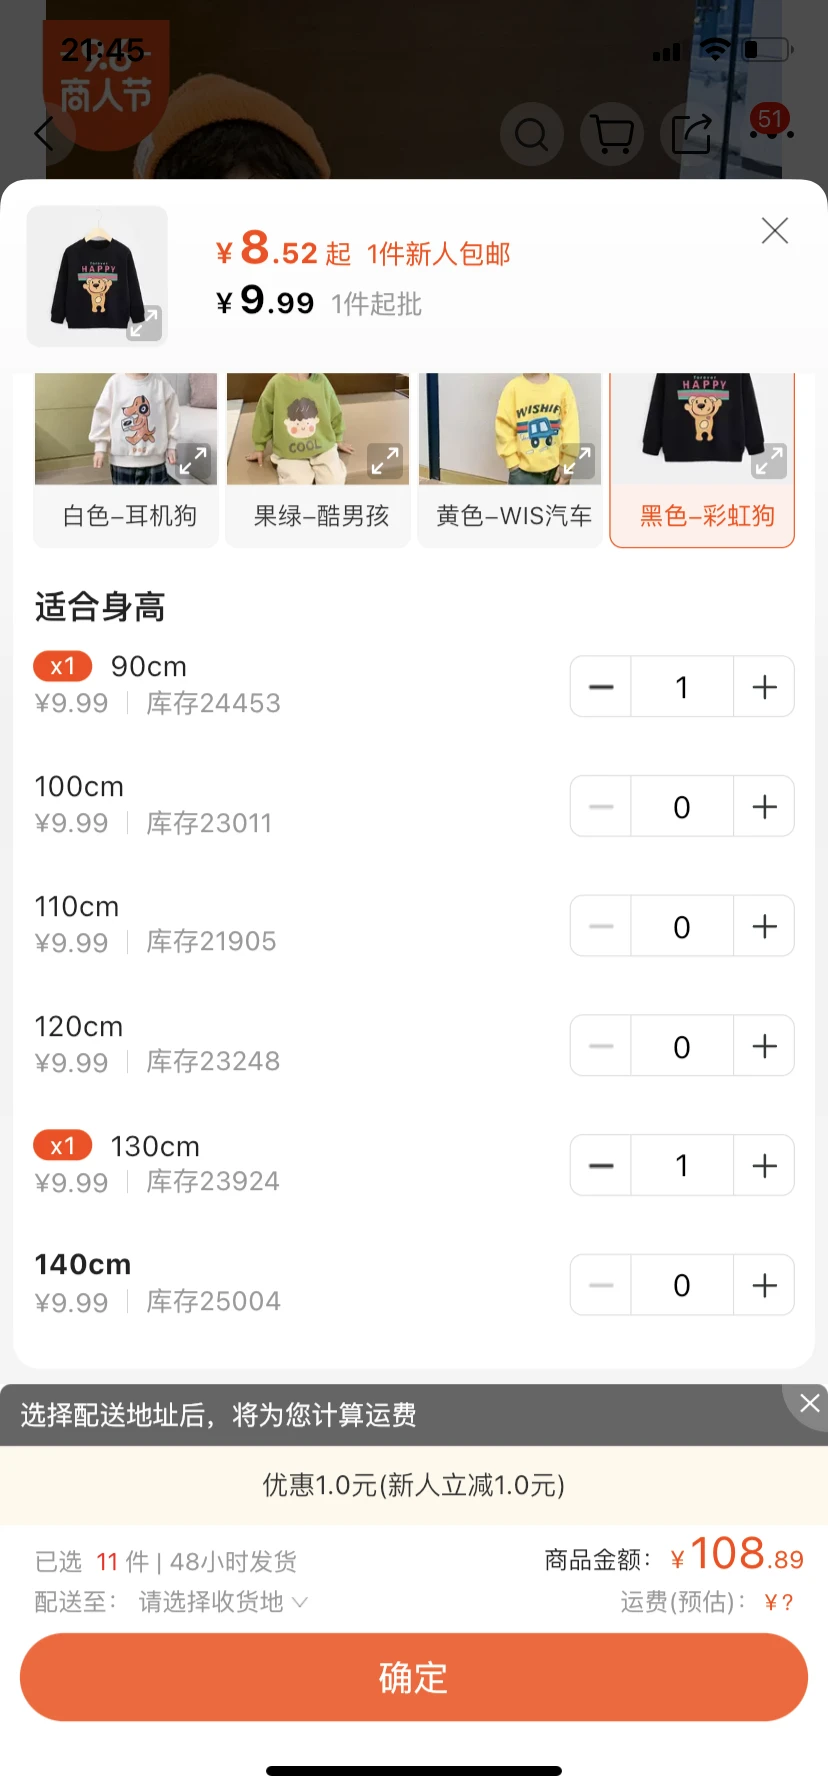 21:45
9.8
商人节
51
¥8.52起 1件新人包邮
¥9.99 1件起批
HAPPY
白色-耳机狗
果绿-酷男孩
黄色-WIS汽车
黑色-彩虹狗
COOL
WISHIF
HAPPY
适合身高
x1 90cm
¥9.99 库存24453
1
100cm
¥9.99 库存23011
0
110cm
¥9.99 库存21905
0
120cm
¥9.99 库存23248
0
x1 130cm
¥9.99 库存23924
1
140cm
¥9.99 库存25004
0
选择配送地址后，将为您计算运费
优惠1.0元(新人立减1.0元)
已选 11 件 | 48小时发货
商品金额：¥108.89
配送至： 请选择收货地
运费(预估)：¥?
确定